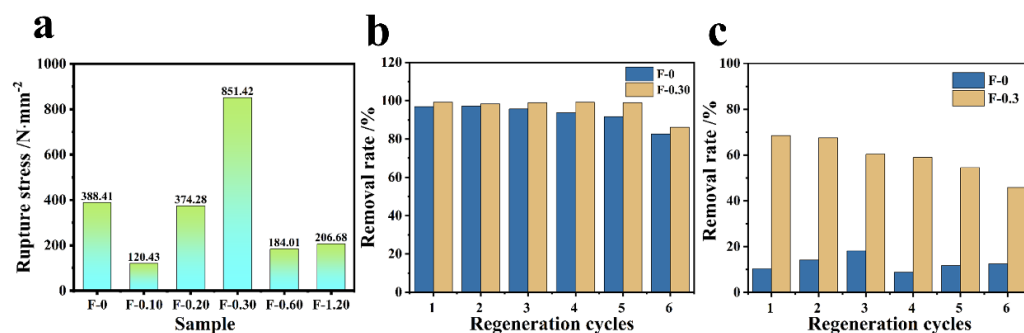 a
Rupture stress /N·mm⁻²
1000
800
600
400
200
0
388.41
120.43
374.28
851.42
184.01
206.68
F-0 F-0.10 F-0.20 F-0.30 F-0.60 F-1.20
Sample
b
Removal rate /%
120
100
80
60
40
20
0
F-0
F-0.30
1 2 3 4 5 6
Regeneration cycles
c
Removal rate /%
100
80
60
40
20
0
F-0
F-0.3
1 2 3 4 5 6
Regeneration cycles